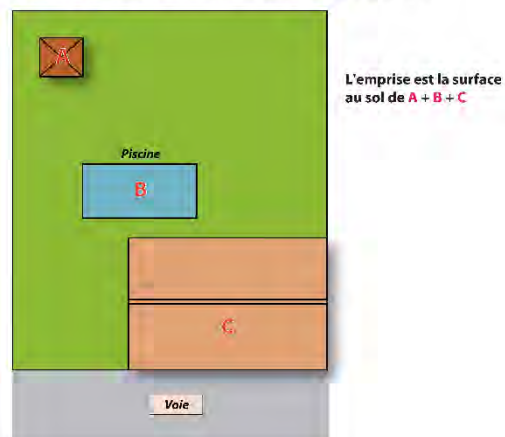 A
L'emprise est la surface
au sol de A + B + C
Piscine
B
C
Voie